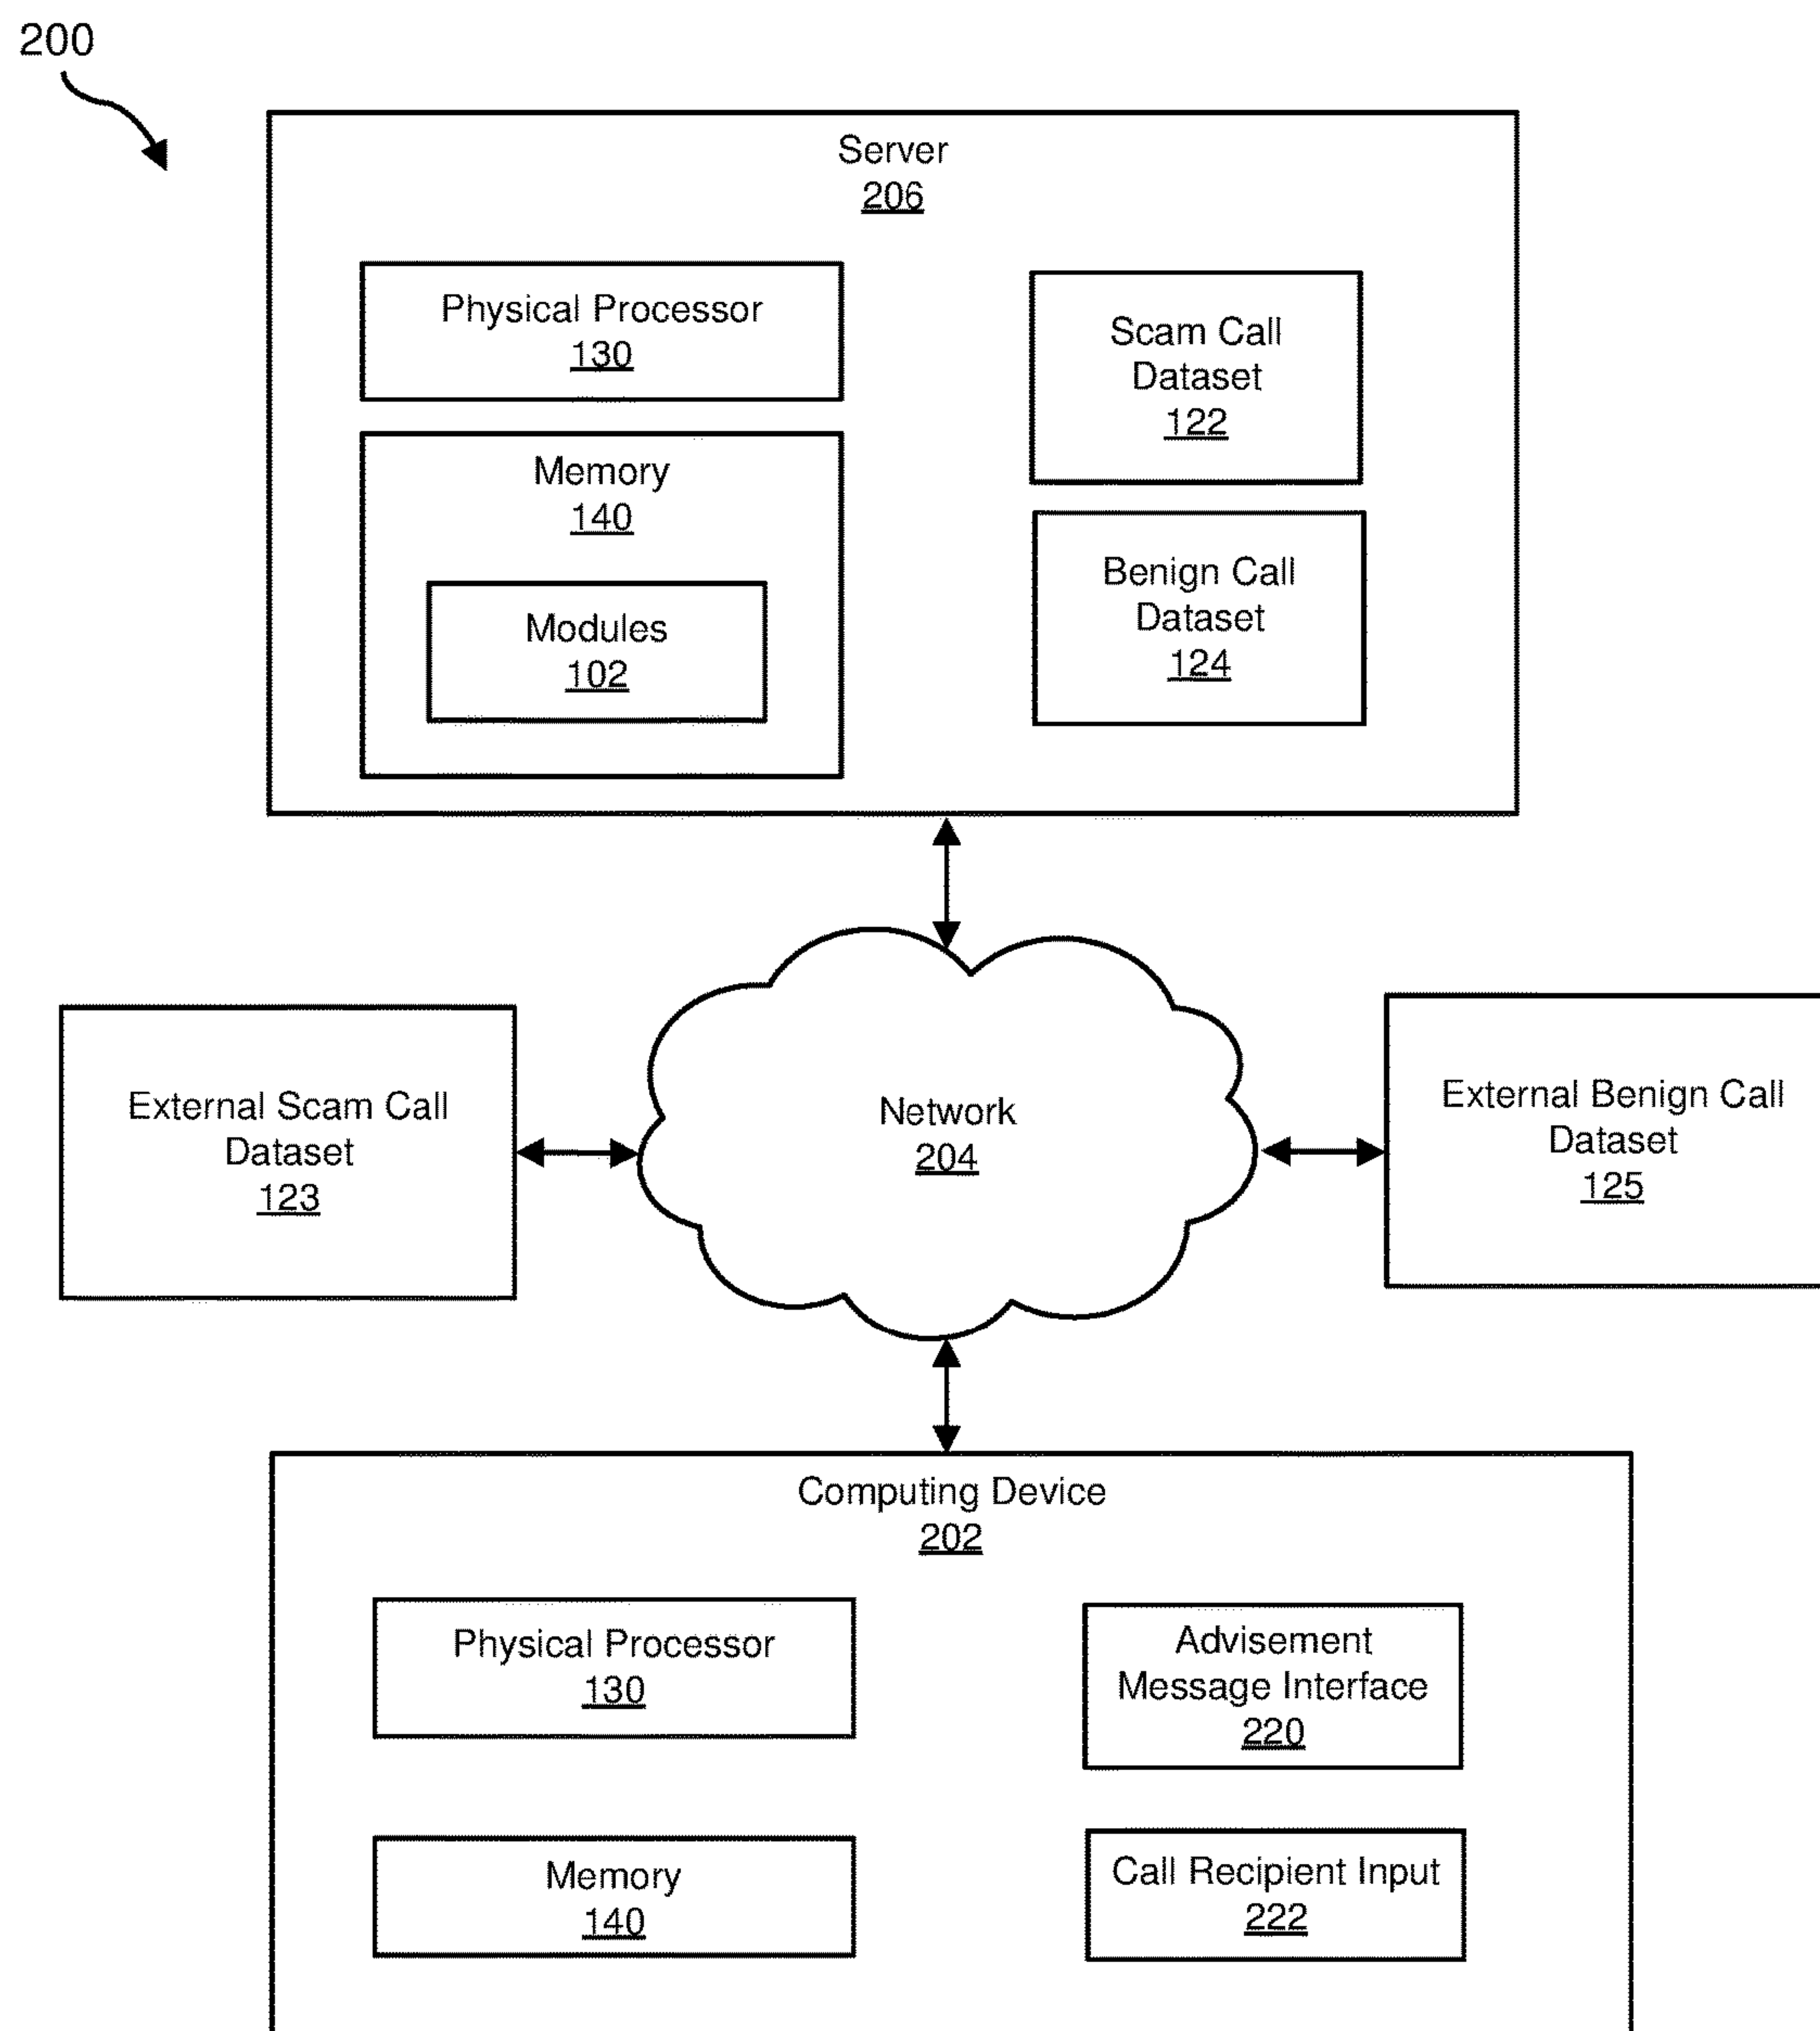 200
Server
206
Physical Processor
130
Scam Call
Dataset
122
Memory
140
Modules
102
Benign Call
Dataset
124
External Scam Call
Dataset
123
Network
204
External Benign Call
Dataset
125
Computing Device
202
Physical Processor
130
Advisement
Message Interface
220
Memory
140
Call Recipient Input
222